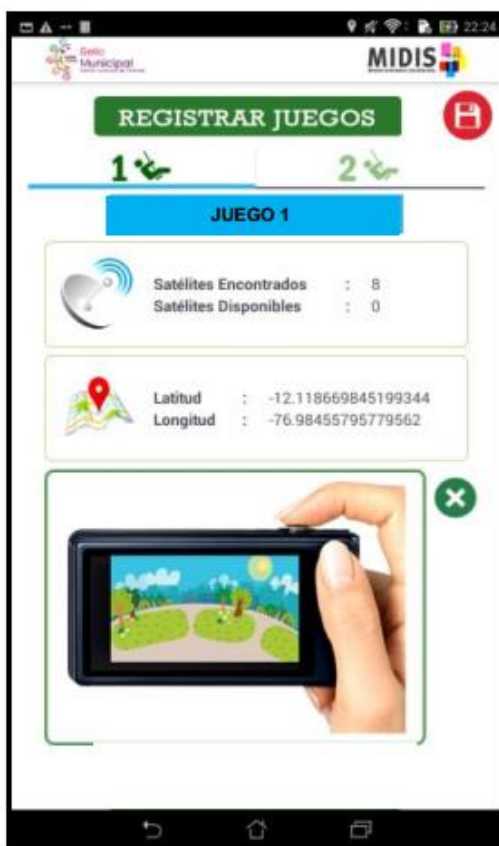 22:24
Sello
Municipal
MIDIS
REGISTRAR JUEGOS
1
2
JUEGO 1
Satélites Encontrados : 8
Satélites Disponibles : 0
Latitud : -12.118669845199344
Longitud : -76.98455795779562